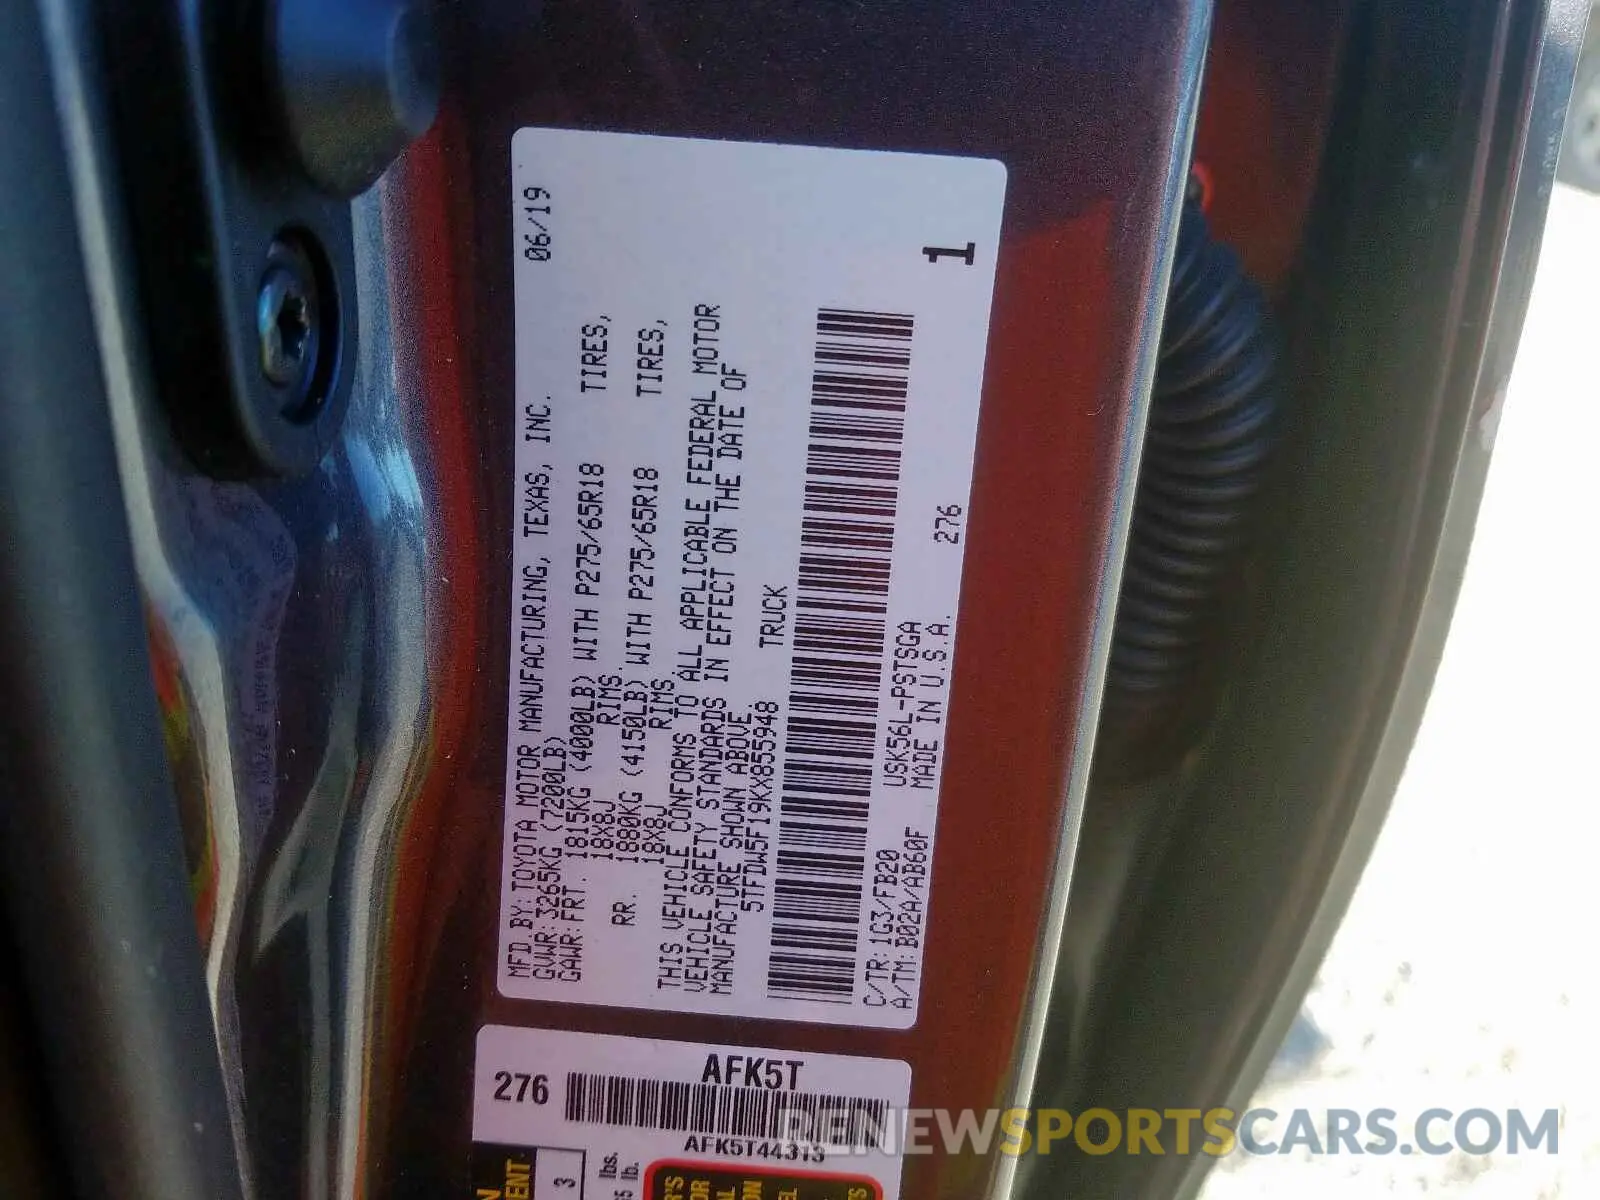 MFD BY: TOYOTA MOTOR MANUFACTURING, TEXAS, INC. 06/19
GVWR: 3265KG (7200LB)
GAWR: FRT. 1815KG (4000LB) WITH P275/65R18 TIRES,
18X8J RIMS,
RR. 1880KG (4150LB) WITH P275/65R18 TIRES,
18X8J RIMS
THIS VEHICLE CONFORMS TO ALL APPLICABLE FEDERAL MOTOR
VEHICLE SAFETY STANDARDS IN EFFECT ON THE DATE OF
MANUFACTURE SHOWN ABOVE.
5TFDW5F19KX855948 TRUCK
1
C/TR: 1G3/FB20 USK56L-PSTSGA
A/TM: B02A/AB60F MADE IN U.S.A. 276
276
AFK5T
AFK5T44313
3
lbs.
lb.
RENEWSPORTSCARS.COM